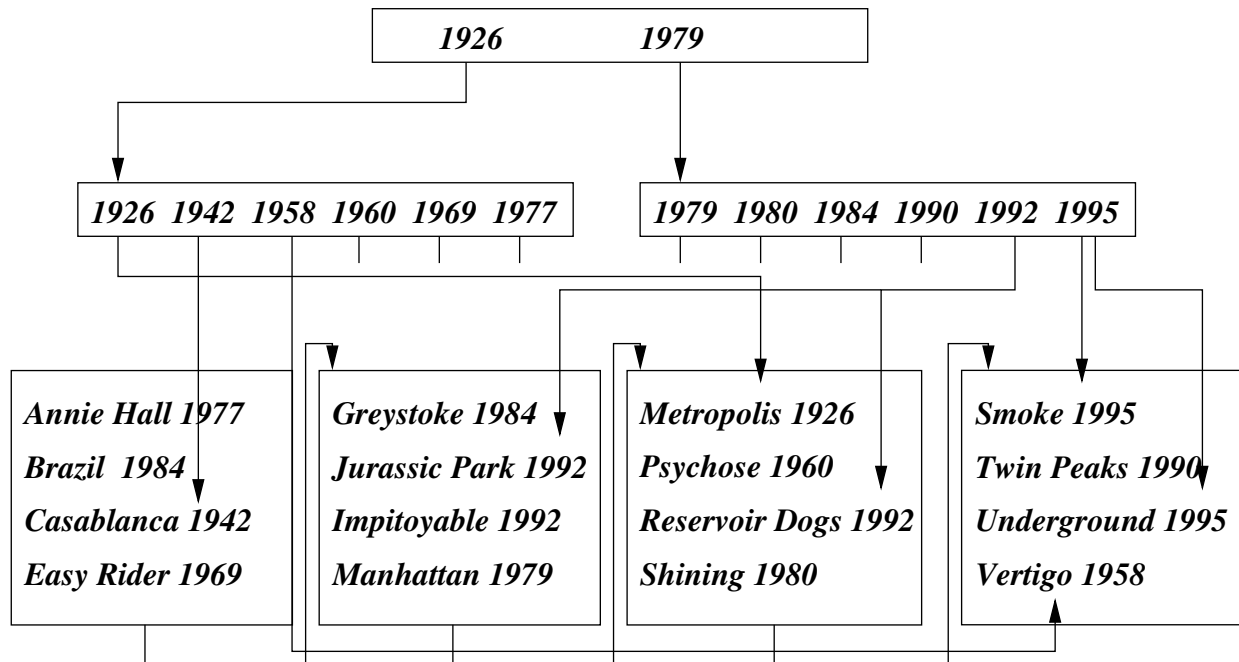 1926 1979
1926 1942 1958 1960 1969 1977
1979 1980 1984 1990 1992 1995
Annie Hall 1977
Brazil 1984
Casablanca 1942
Easy Rider 1969
Greystoke 1984
Jurassic Park 1992
Impitoyable 1992
Manhattan 1979
Metropolis 1926
Psychose 1960
Reservoir Dogs 1992
Shining 1980
Smoke 1995
Twin Peaks 1990
Underground 1995
Vertigo 1958